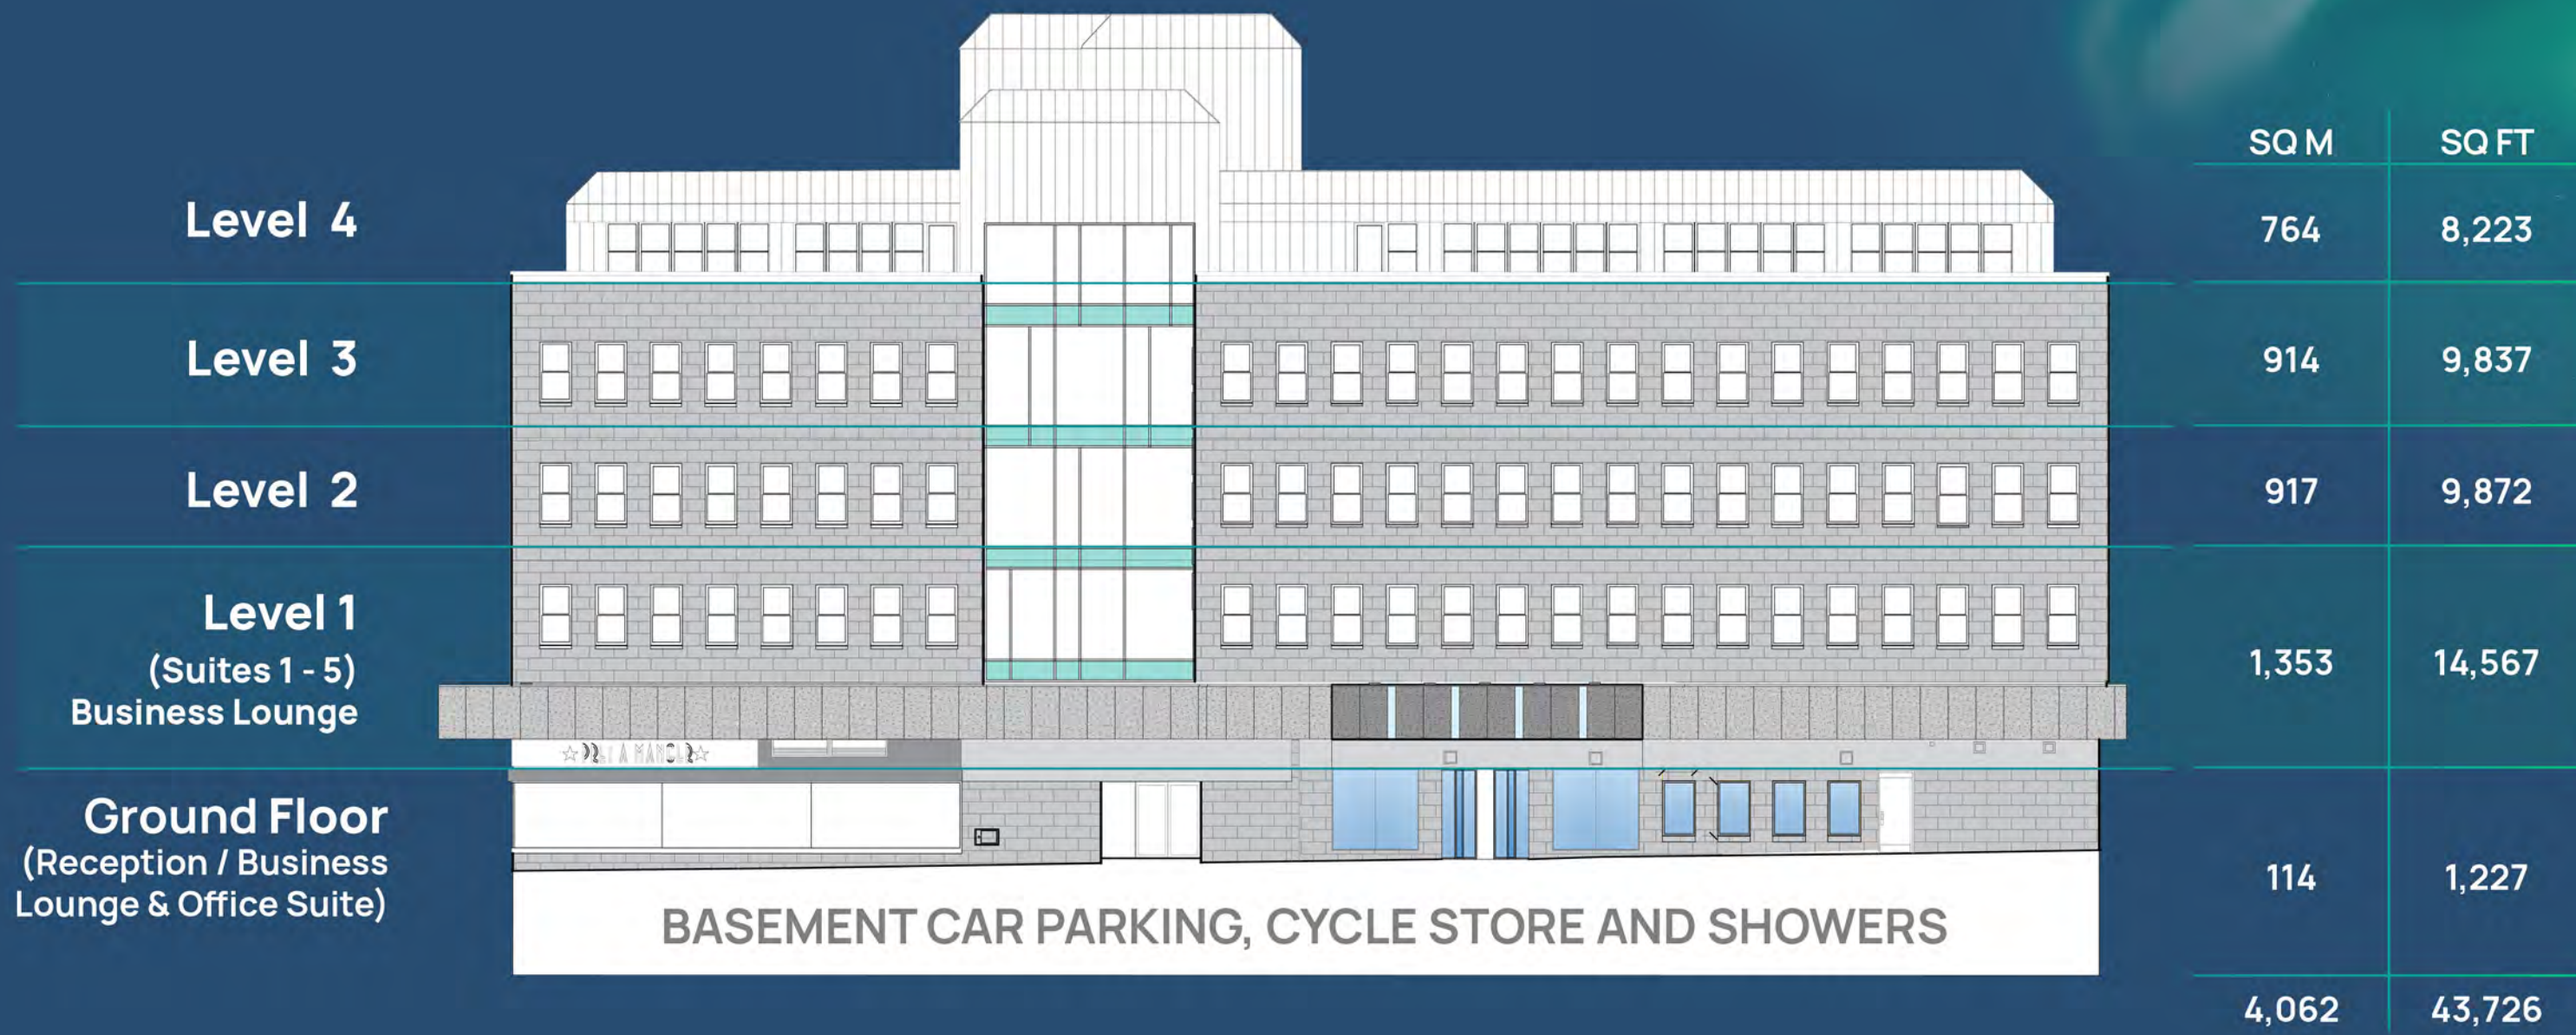 SQ M SQ FT
Level 4 764 8,223
Level 3 914 9,837
Level 2 917 9,872
Level 1
(Suites 1 - 5)
Business Lounge
1,353 14,567
A MANGER
Ground Floor
(Reception / Business
Lounge & Office Suite)
114 1,227
BASEMENT CAR PARKING, CYCLE STORE AND SHOWERS
4,062 43,726